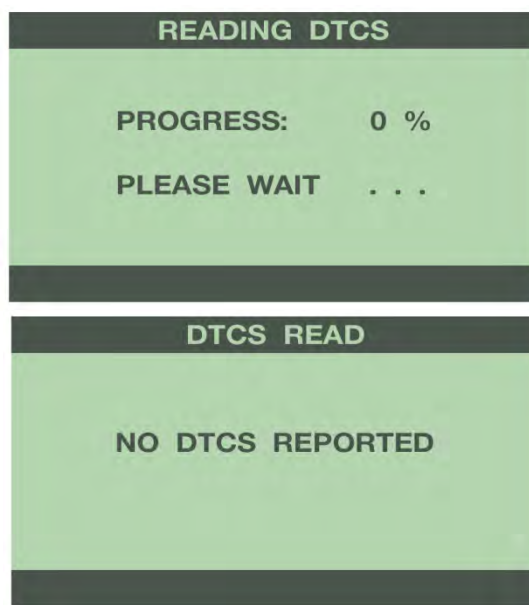 READING DTCS
PROGRESS: 0 %
PLEASE WAIT . . .
DTCS READ
NO DTCS REPORTED